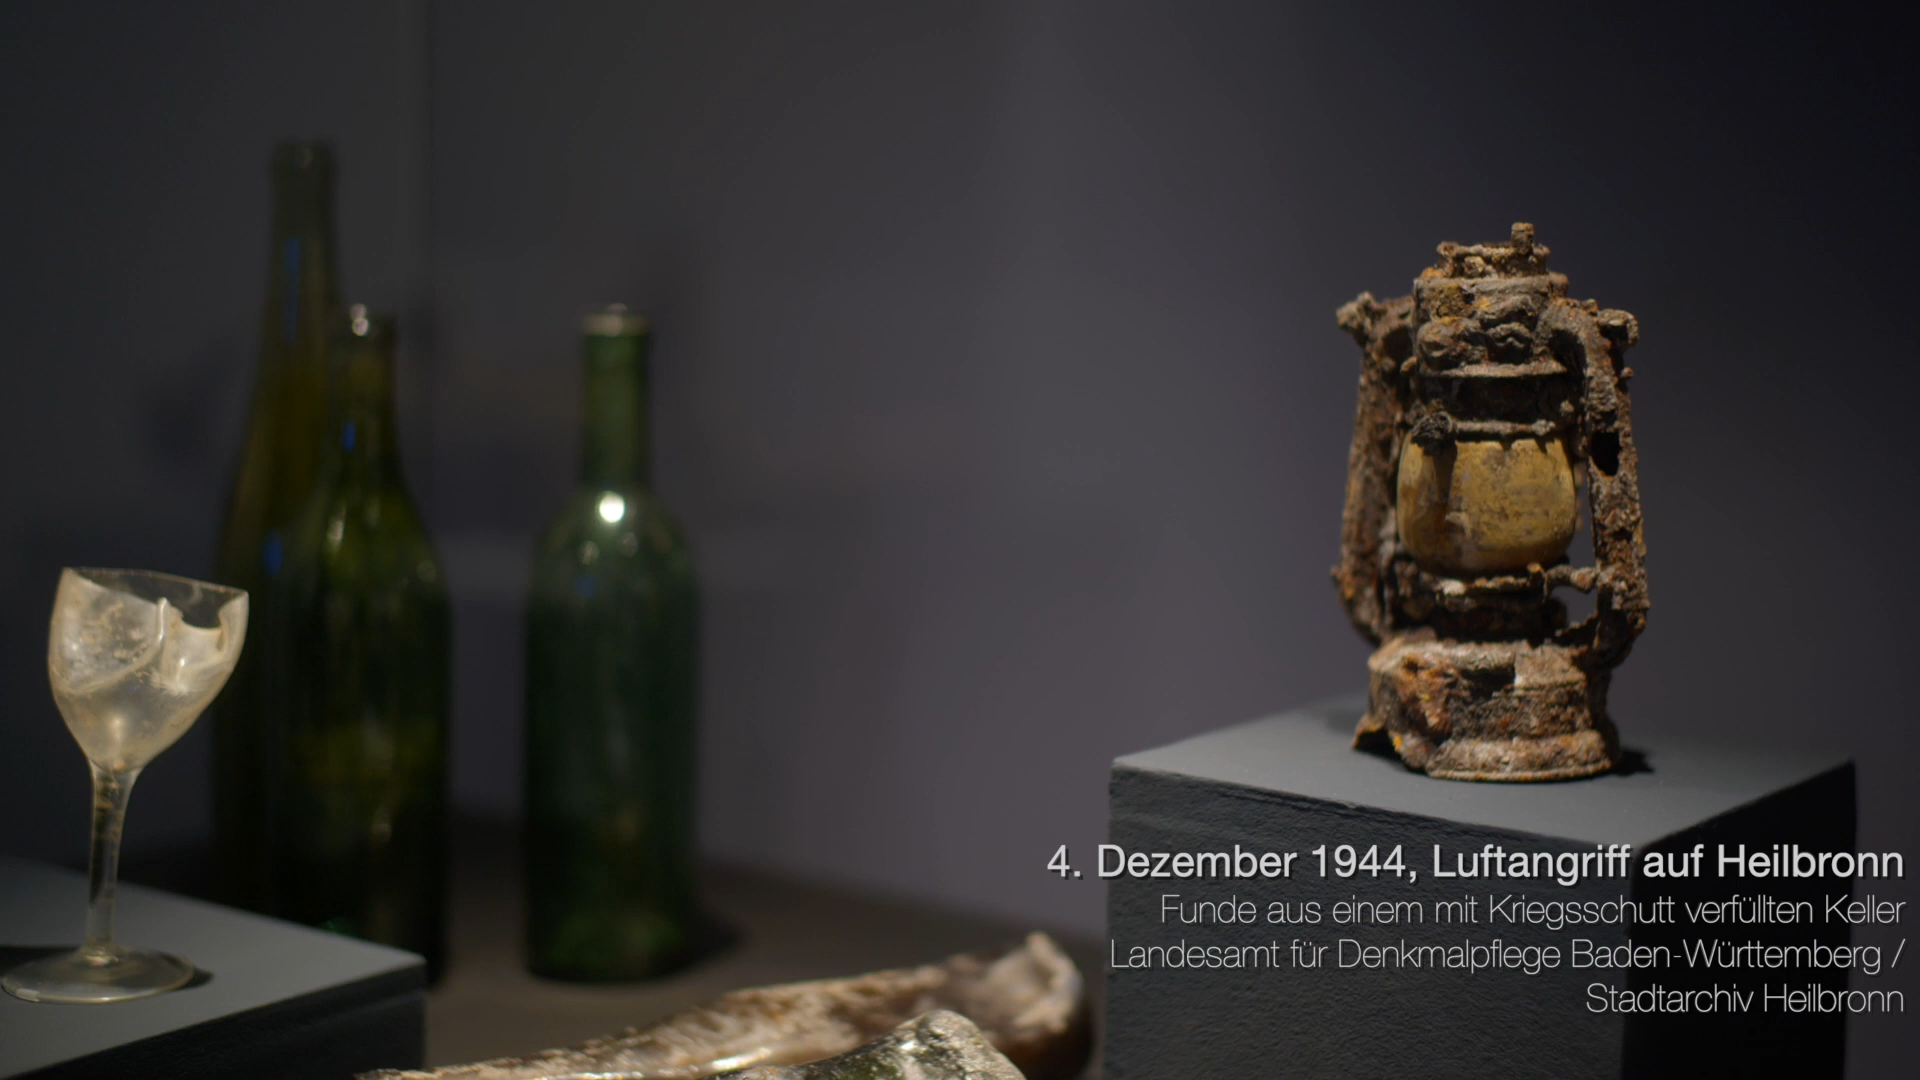 4. Dezember 1944, Luftangriff auf Heilbronn
Funde aus einem mit Kriegsschutt verfüllten Keller
Landesamt für Denkmalpflege Baden-Württemberg /
Stadtarchiv Heilbronn